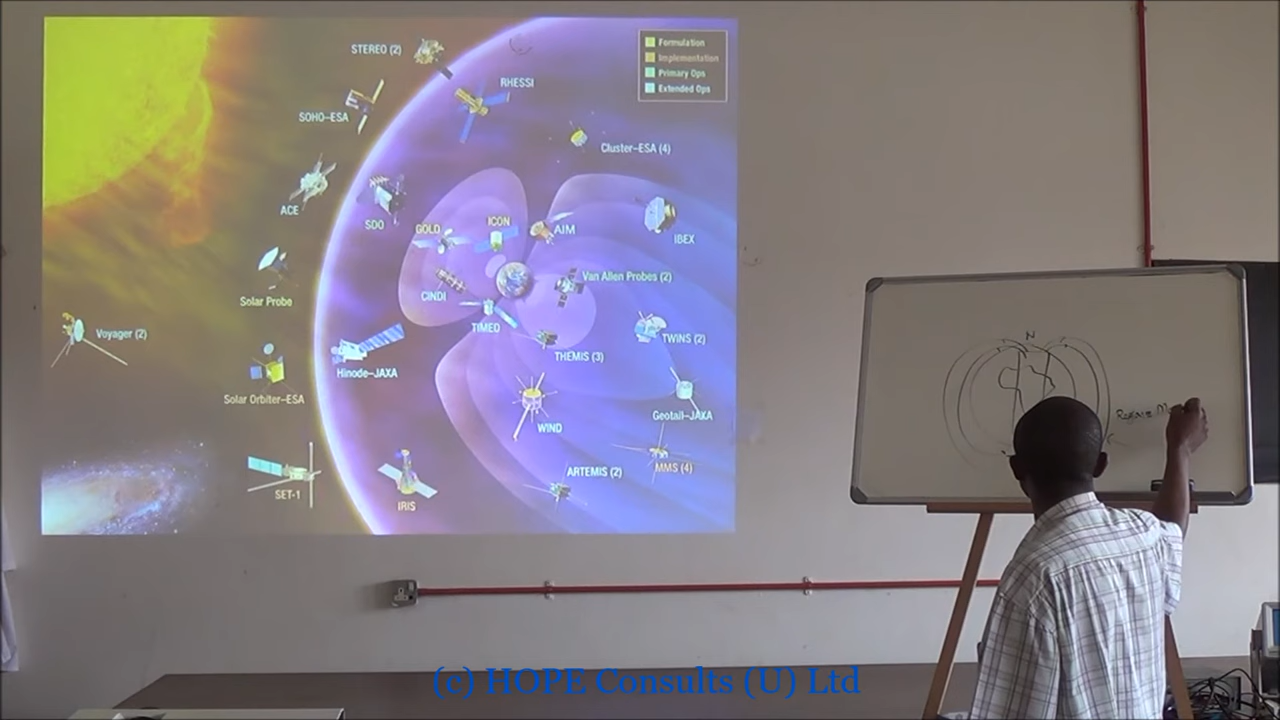 STEREO (2)
RHESSI
SOHO-ESA
Cluster-ESA (4)
ACE
SDO
GOLD
ICON
AIM
IBEX
Solar Probe
CINDI
Van Allen Probes (2)
Voyager (2)
TIMED
THEMIS (3)
TWINS (2)
Hinode-JAXA
Solar Orbiter-ESA
WIND
Geotail-JAXA
SET-1
IRIS
ARTEMIS (2)
MMS (4)
Formulation
Implementation
Primary Ops
Extended Ops
N
(c) HOPE Consults (U) Ltd